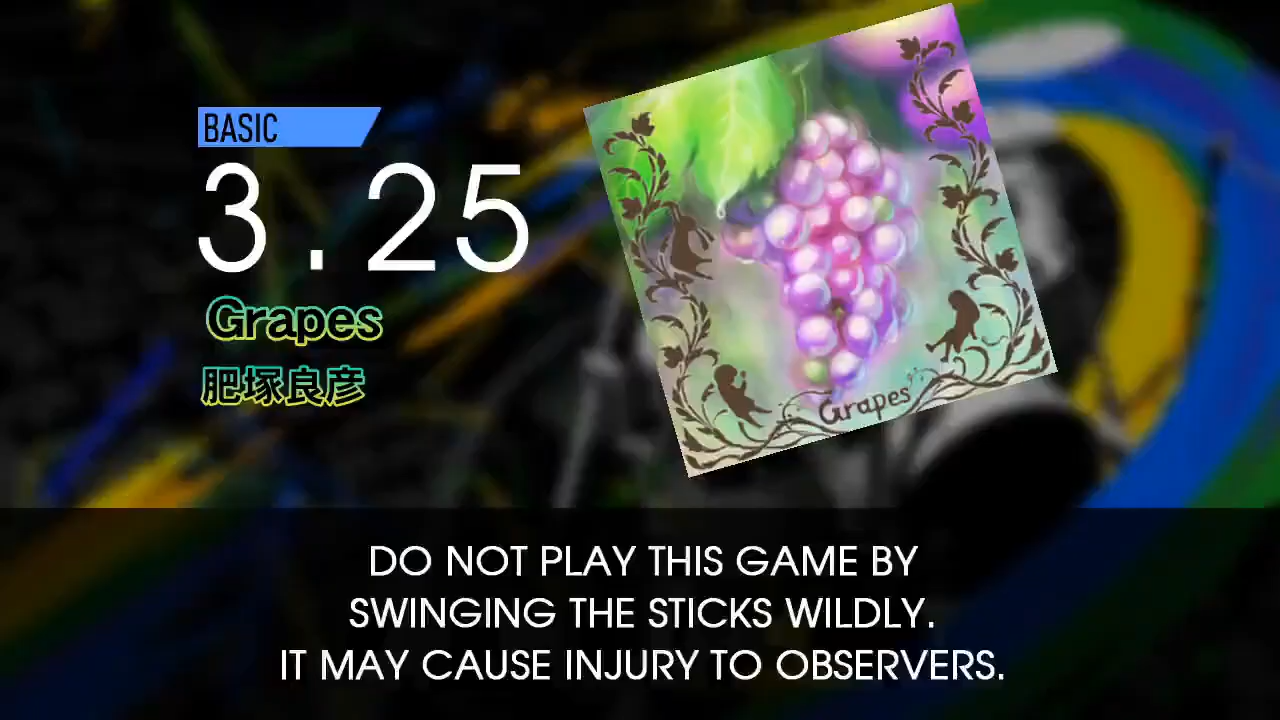 BASIC
3.25
Grapes
肥塚良彦
Grapes
DO NOT PLAY THIS GAME BY
SWINGING THE STICKS WILDLY.
IT MAY CAUSE INJURY TO OBSERVERS.